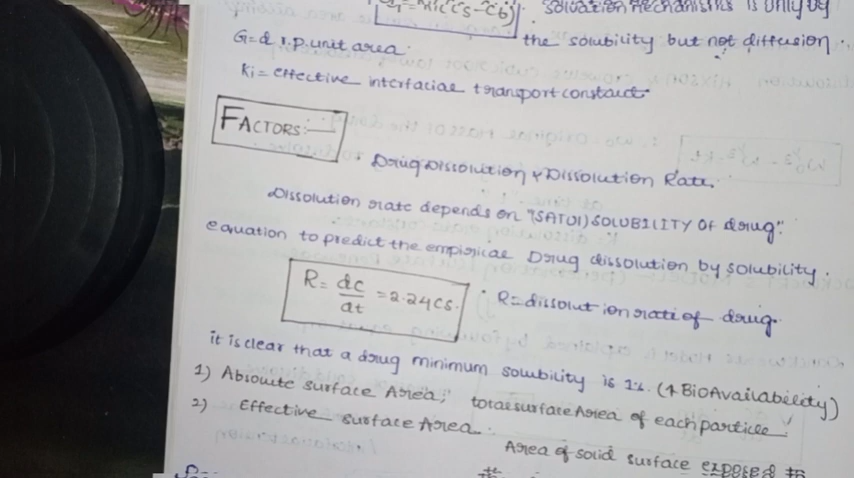 G=Ki(Cs-Cb). Solvation mechanisms is only by
the solubility but not diffusion.
G=d r.p.unit area.
Ki = effective interfacial transport constant.
FACTORS:-
. Drug Dissolution & Dissolution Rate.
Dissolution rate depends on "SOLUBILITY Of drug".
equation to predict the empirical Drug dissolution by solubility.
R = dc/dt = 2.24cs. . R=dissolution rate of drug.
it is clear that a drug minimum solubility is 1%. (↑ BioAvailability)
1) Absolute surface Area; total surface Area of each particle.
2) Effective surface Area.
Area of solid surface exposed to